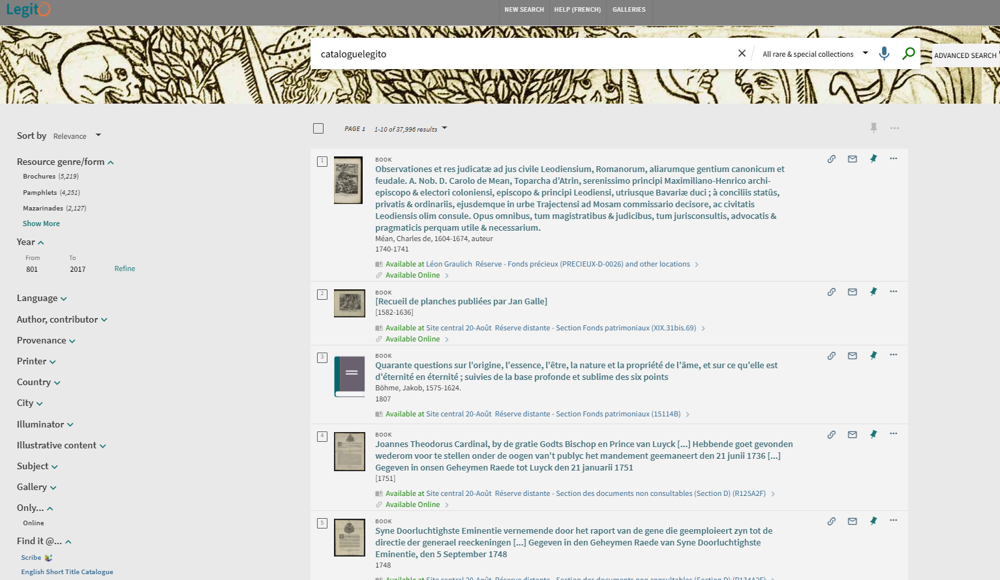 Legito
NEW SEARCH
HELP (FRENCH)
GALLERIES
cataloguelegito
All rare & special collections
ADVANCED SEARCH
Sort by Relevance
Resource genre/form
Brochures (5,219)
Pamphlets (4,251)
Mazarinades (2,127)
Show More
Year
From To
801 2017 Refine
Language
Author, contributor
Provenance
Printer
Country
City
Illuminator
Illustrative content
Subject
Gallery
Only...
Online
Find it @...
Scribe
English Short Title Catalogue
PAGE 1 1-10 of 37,996 results
1
BOOK
Observationes et res judicatæ ad jus civile Leodiensium, Romanorum, aliarumque gentium canonicum et
feudale. A. Nob. D. Carolo de Mean, Toparcha d'Atrin, serenissimo principi Maximiliano-Henrico archi-
episcopo & electori coloniensi, episcopo & principi Leodiensi, utriusque Bavariæ duci ; à conciliis statûs,
privatis & ordinariis, ejusdemque in urbe Trajectensi ad Mosam commissario decisore, ac civitatis
Leodiensis olim consule. Opus omnibus, tum magistratibus & judicibus, tum jurisconsultis, advocatis &
pragmaticis perquam utile & necessarium.
Méan, Charles de, 1604-1674, auteur
1740-1741
Available at Léon Graulich Réserve - Fonds précieux (PRECIEUX-D-0026) and other locations
Available Online
2
BOOK
[Recueil de planches publiées par Jan Galle]
[1582-1636]
Available at Site central 20-Août Réserve distante - Section Fonds patrimoniaux (XIX.31bis.69)
Available Online
3
BOOK
Quarante questions sur l'origine, l'essence, l'être, la nature et la propriété de l'âme, et sur ce qu'elle est
d'éternité en éternité ; suivies de la base profonde et sublime des six points
Böhme, Jakob, 1575-1624.
1807
Available at Site central 20-Août Réserve distante - Section Fonds patrimoniaux (15114B)
4
BOOK
Joannes Theodorus Cardinal, by de gratie Godts Bischop en Prince van Luyck [...] Hebbende goet gevonden
wederom voor te stellen onder de oogen van't publyc het mandement geemaneert den 21 junii 1736 [...]
Gegeven in onsen Geheymen Raede tot Luyck den 21 januarii 1751
[1751]
Available at Site central 20-Août Réserve distante - Section des documents non consultables (Section D) (R125A2F)
Available Online
5
BOOK
Syne Doorluchtighste Eminentie vernemende door het raport van de gene die geemploieert zyn tot de
directie der generael reeckeningen [...] Gegeven in den Geheymen Raede van Syne Doorluchtighste
Eminentie, den 5 September 1748
1748
Available at Site central 20-Août Réserve distante - Section des documents non consultables (Section D) (R134A2F)